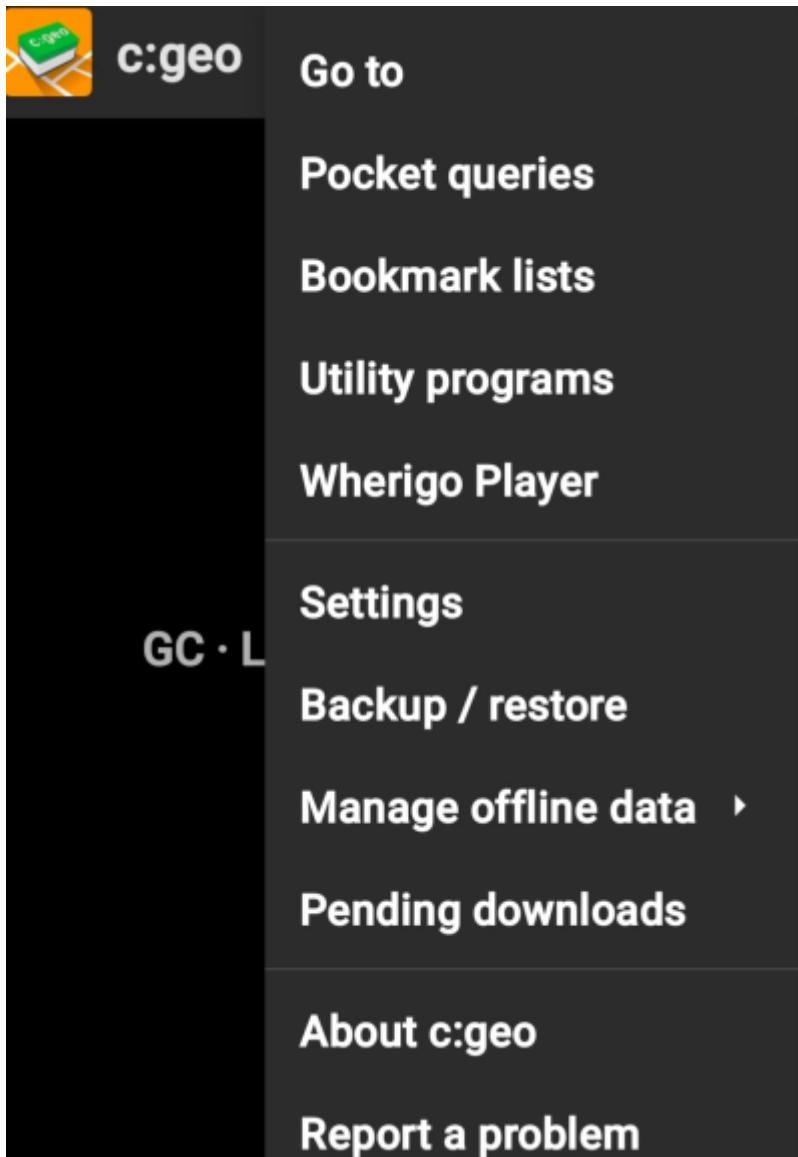 c:geo
c:geo
Go to
Pocket queries
Bookmark lists
Utility programs
Wherigo Player
Settings
GC · L
Backup / restore
Manage offline data
Pending downloads
About c:geo
Report a problem